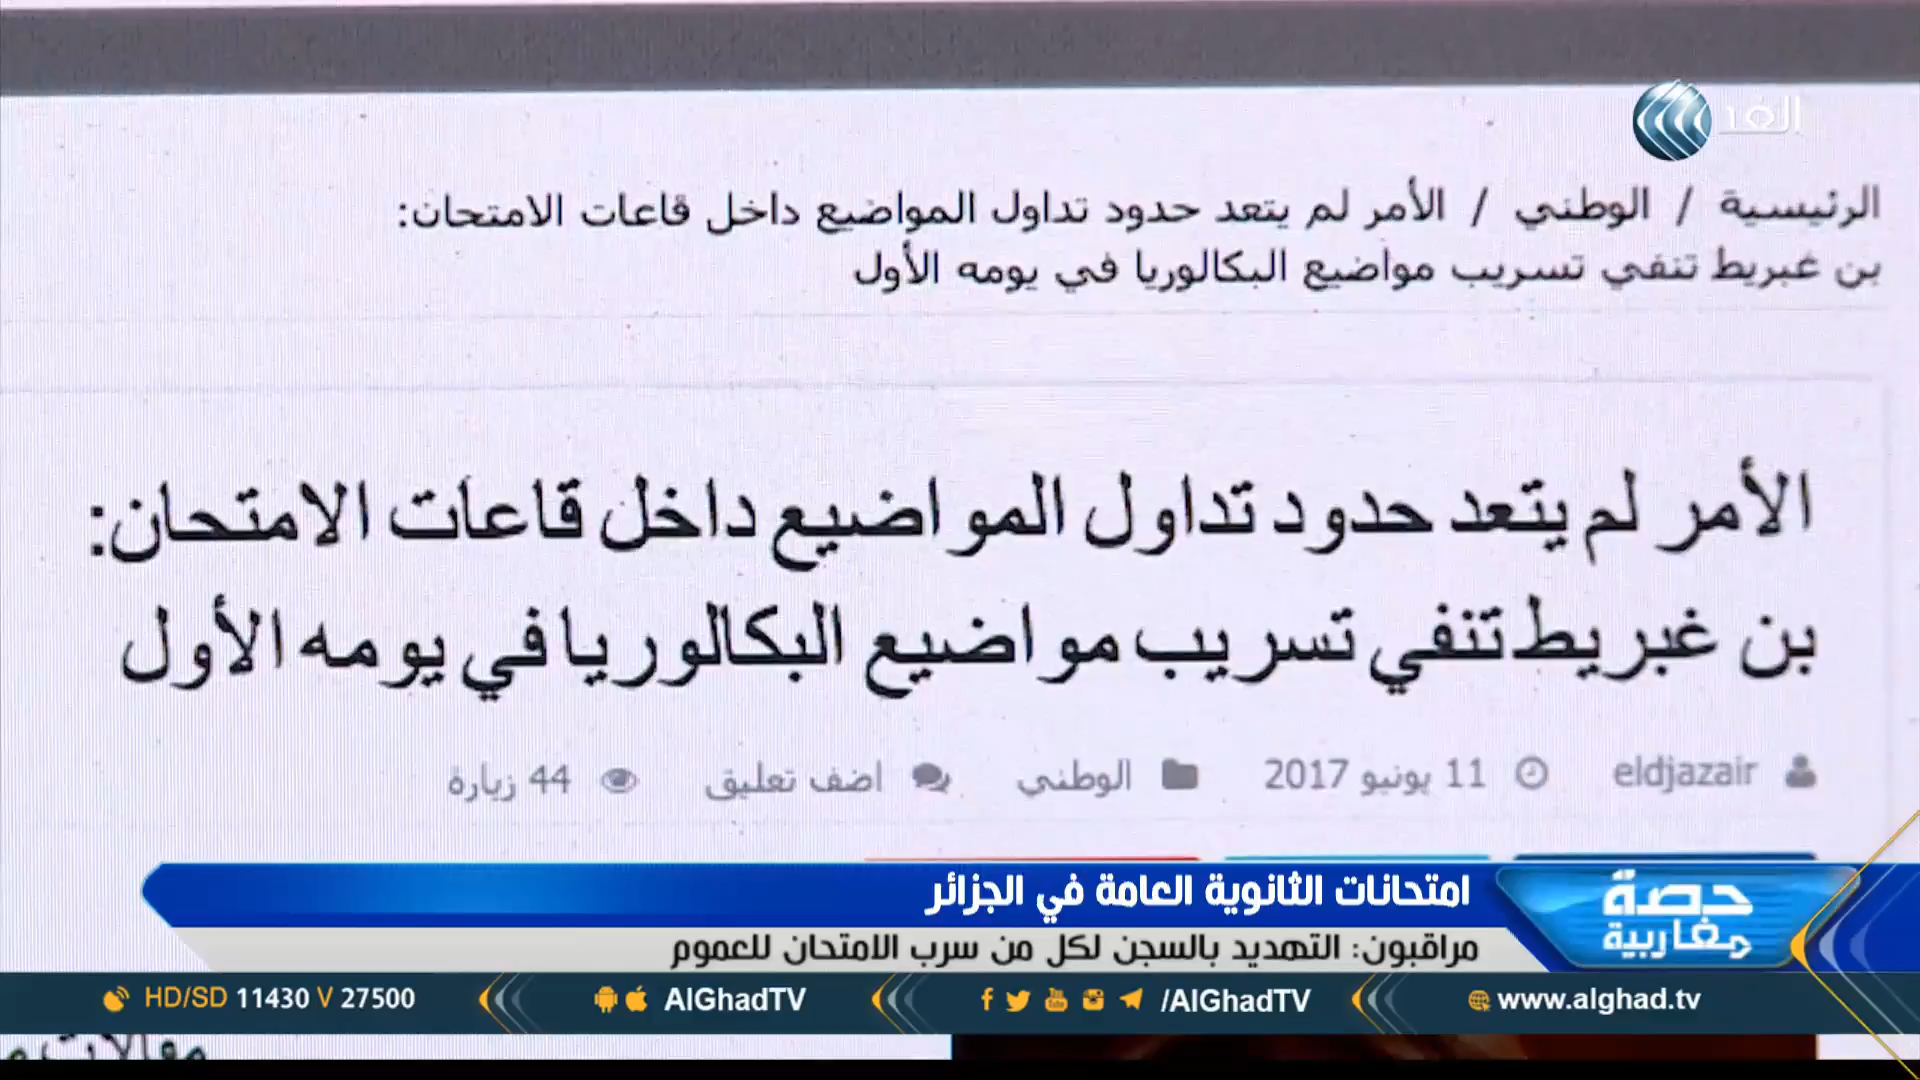 الغد
الرئيسية / الوطني / الأمر لم يتعد حدود تداول المواضيع داخل قاعات الامتحان:
بن غبريط تنفي تسريب مواضيع البكالوريا في يومه الأول
الأمر لم يتعد حدود تداول المواضيع داخل قاعات الامتحان:
بن غبريط تنفي تسريب مواضيع البكالوريا في يومه الأول
eldjazair 11 يونيو 2017 الوطني اضف تعليق 44 زيارة
حصة مغاربية
امتحانات الثانوية العامة في الجزائر
مراقبون: التهديد بالسجن لكل من سرب الامتحان للعموم
HD/SD 11430 V 27500 AlGhadTV /AlGhadTV www.alghad.tv